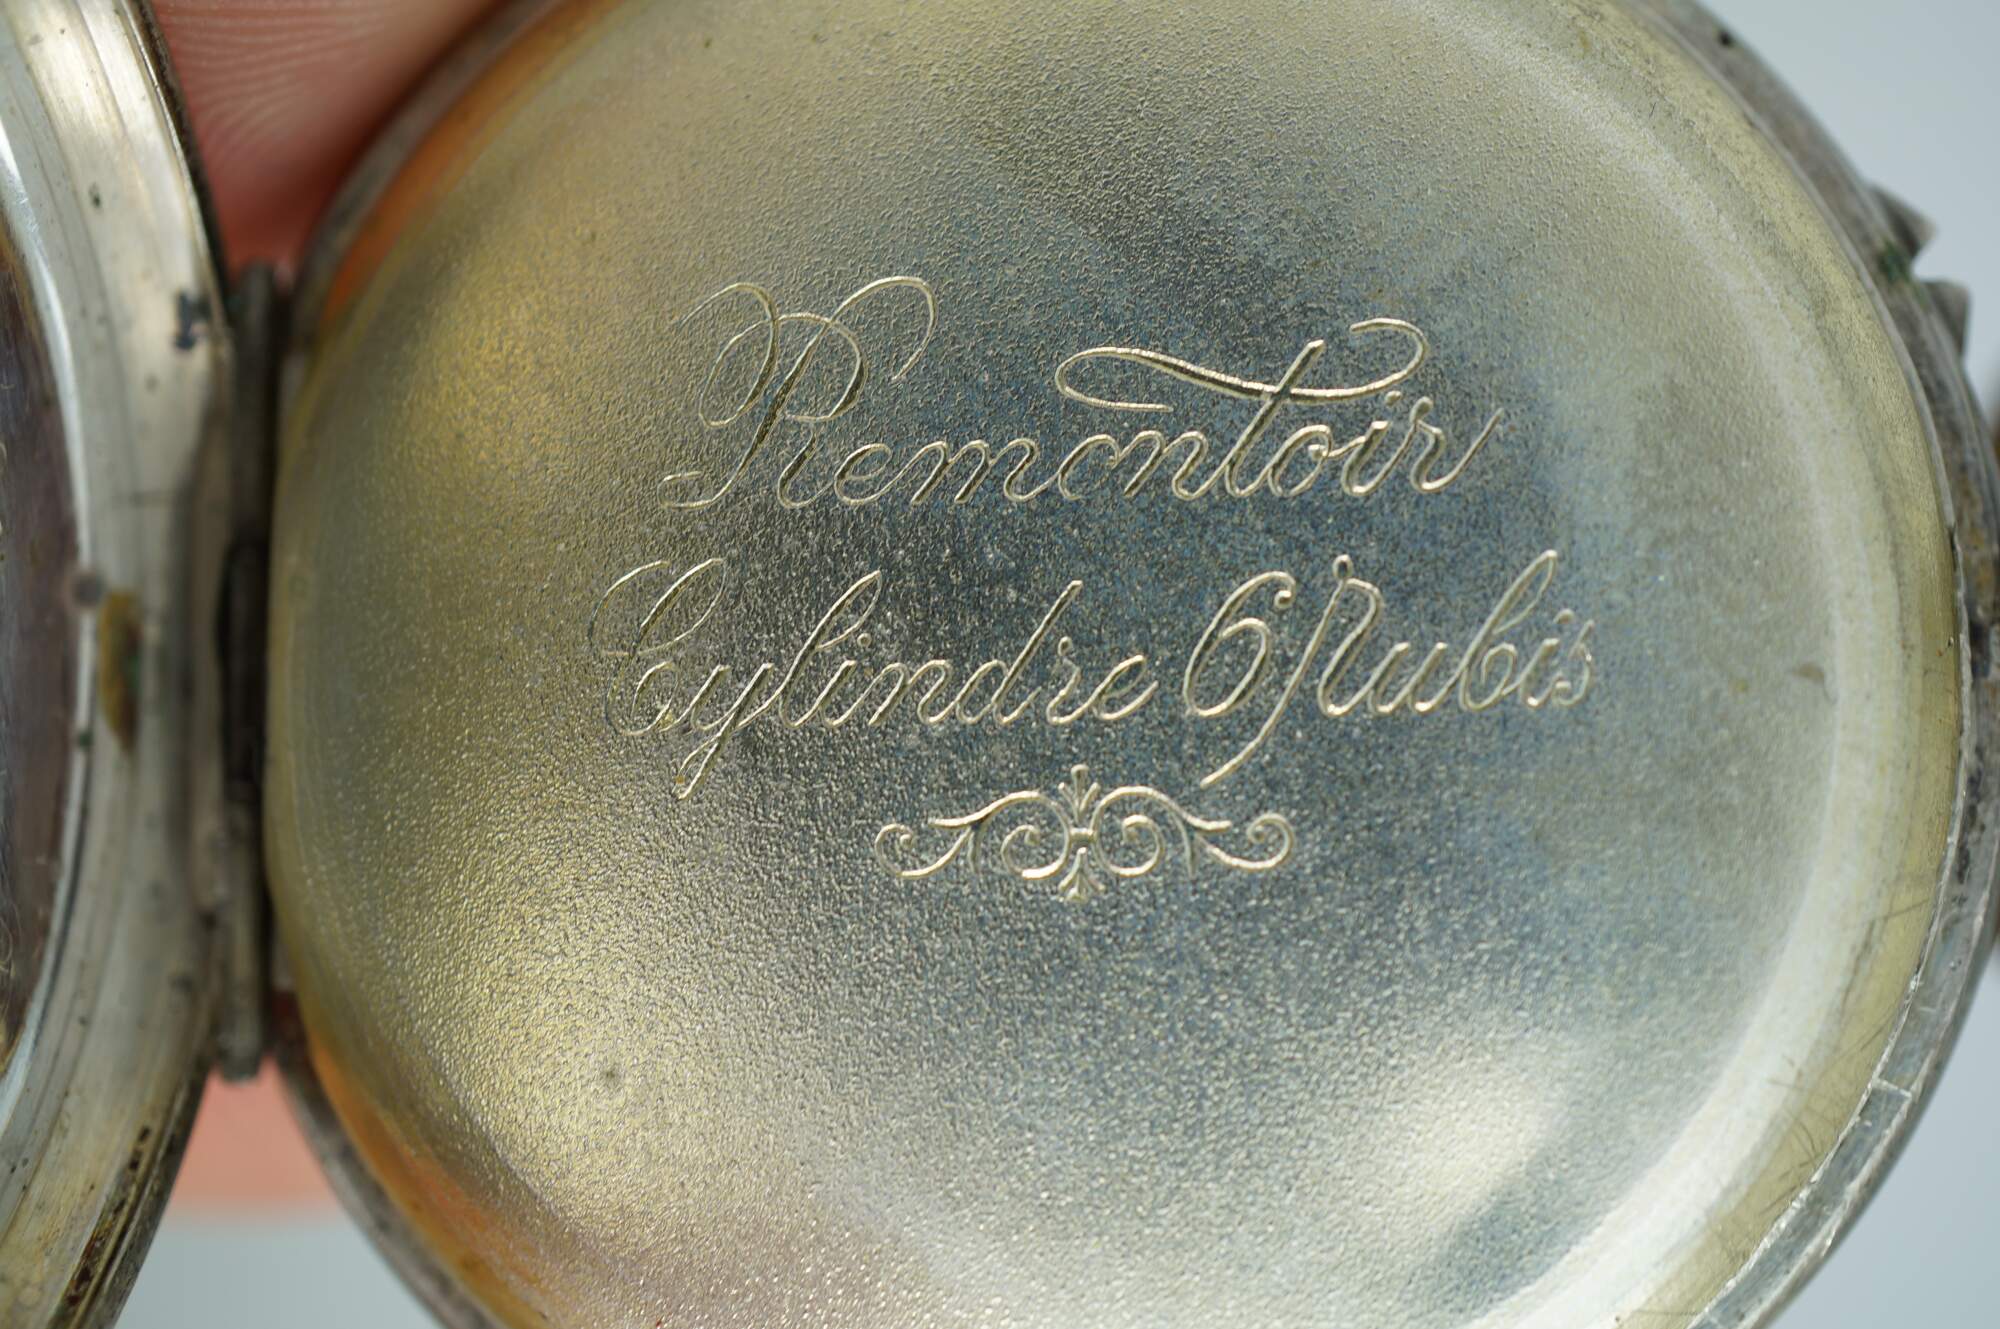 Remontoir
Cylindre 6 Rubis